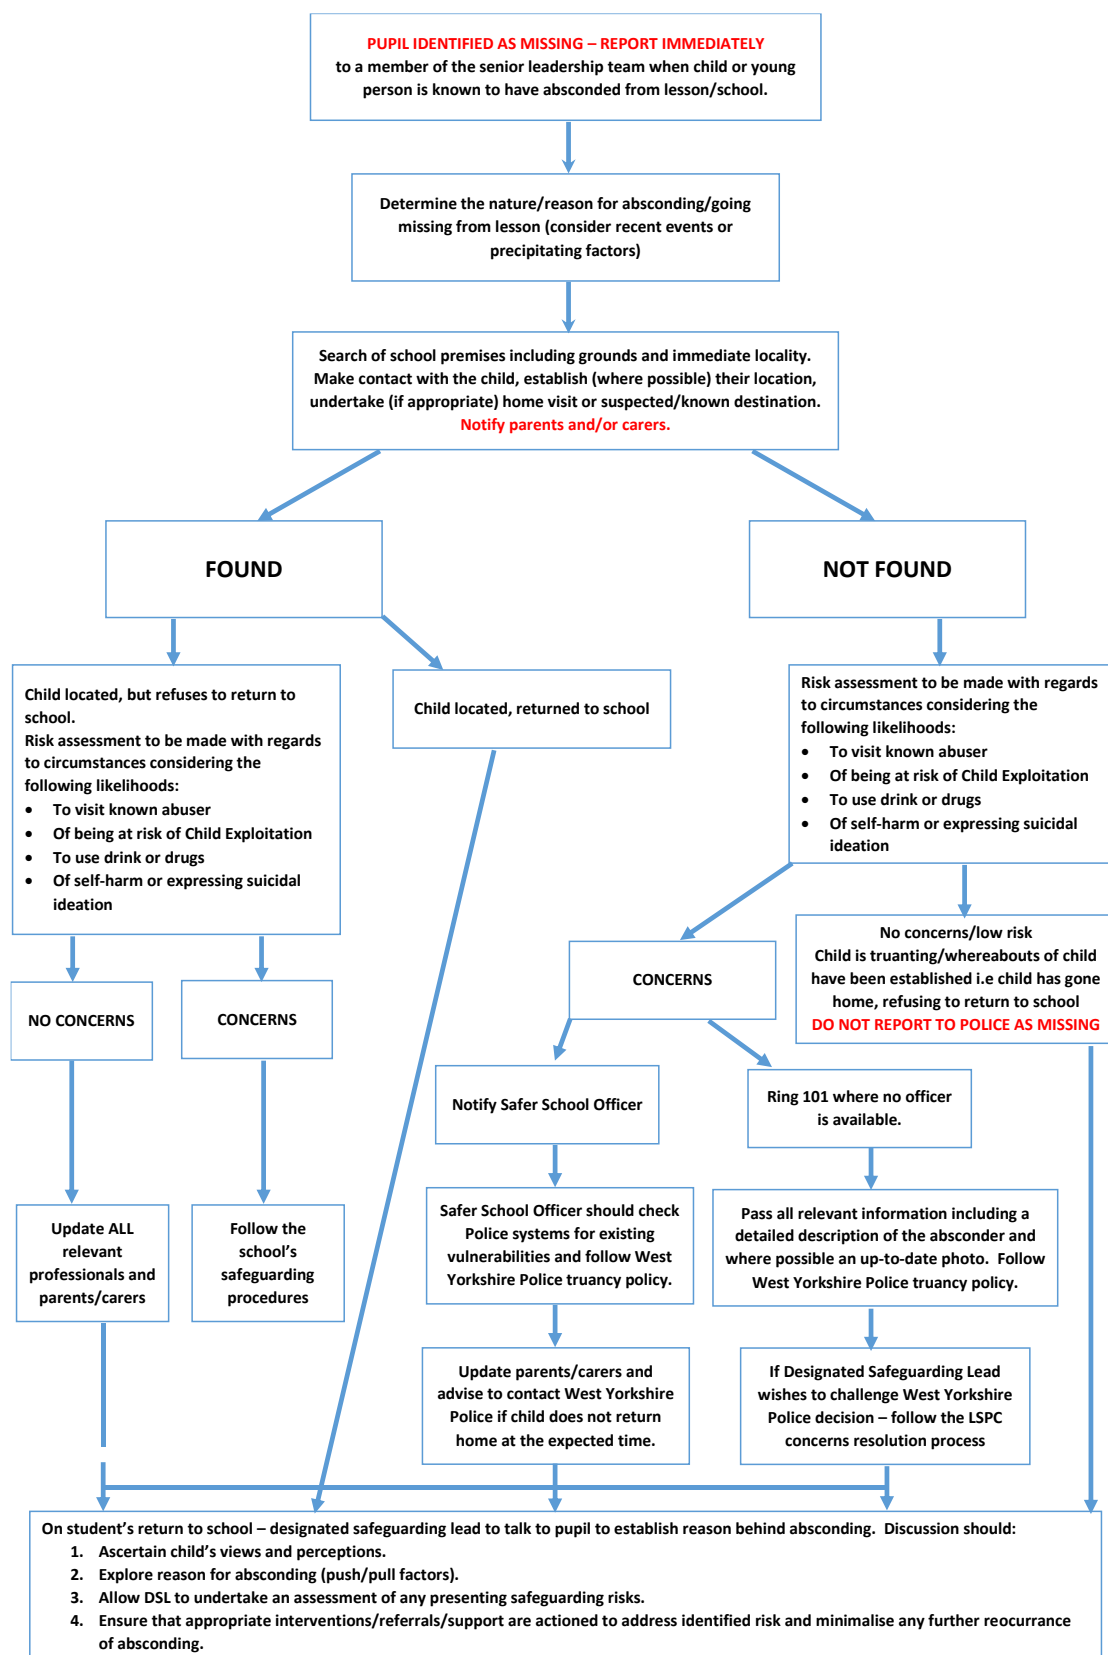 PUPIL IDENTIFIED AS MISSING – REPORT IMMEDIATELY
to a member of the senior leadership team when child or young
person is known to have absconded from lesson/school.
Determine the nature/reason for absconding/going
missing from lesson (consider recent events or
precipitating factors)
Search of school premises including grounds and immediate locality.
Make contact with the child, establish (where possible) their location,
undertake (if appropriate) home visit or suspected/known destination.
Notify parents and/or carers.
FOUND
NOT FOUND
Child located, but refuses to return to
school.
Risk assessment to be made with regards
to circumstances considering the
following likelihoods:
• To visit known abuser
• Of being at risk of Child Exploitation
• To use drink or drugs
• Of self-harm or expressing suicidal
ideation
Child located, returned to school
Risk assessment to be made with regards
to circumstances considering the
following likelihoods:
• To visit known abuser
• Of being at risk of Child Exploitation
• To use drink or drugs
• Of self-harm or expressing suicidal
ideation
NO CONCERNS
CONCERNS
CONCERNS
No concerns/low risk
Child is truanting/whereabouts of child
have been established i.e child has gone
home, refusing to return to school
DO NOT REPORT TO POLICE AS MISSING
Notify Safer School Officer
Ring 101 where no officer
is available.
Update ALL
relevant
professionals and
parents/carers
Follow the
school's
safeguarding
procedures
Safer School Officer should check
Police systems for existing
vulnerabilities and follow West
Yorkshire Police truancy policy.
Pass all relevant information including a
detailed description of the absconder and
where possible an up-to-date photo. Follow
West Yorkshire Police truancy policy.
Update parents/carers and
advise to contact West Yorkshire
Police if child does not return
home at the expected time.
If Designated Safeguarding Lead
wishes to challenge West Yorkshire
Police decision – follow the LSPC
concerns resolution process
On student's return to school – designated safeguarding lead to talk to pupil to establish reason behind absconding. Discussion should:
1. Ascertain child's views and perceptions.
2. Explore reason for absconding (push/pull factors).
3. Allow DSL to undertake an assessment of any presenting safeguarding risks.
4. Ensure that appropriate interventions/referrals/support are actioned to address identified risk and minimalise any further reocurrance
of absconding.